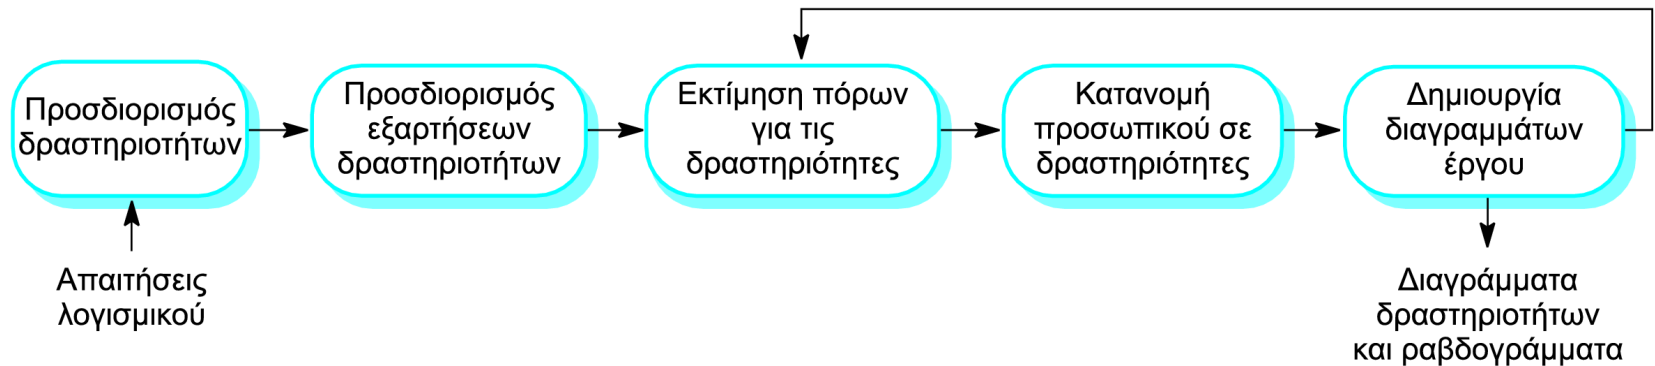 Προσδιορισμός
δραστηριοτήτων
Προσδιορισμός
εξαρτήσεων
δραστηριοτήτων
Εκτίμηση πόρων
για τις
δραστηριότητες
Κατανομή
προσωπικού σε
δραστηριότητες
Δημιουργία
διαγραμμάτων
έργου
Απαιτήσεις
λογισμικού
Διαγράμματα
δραστηριοτήτων
και ραβδογράμματα